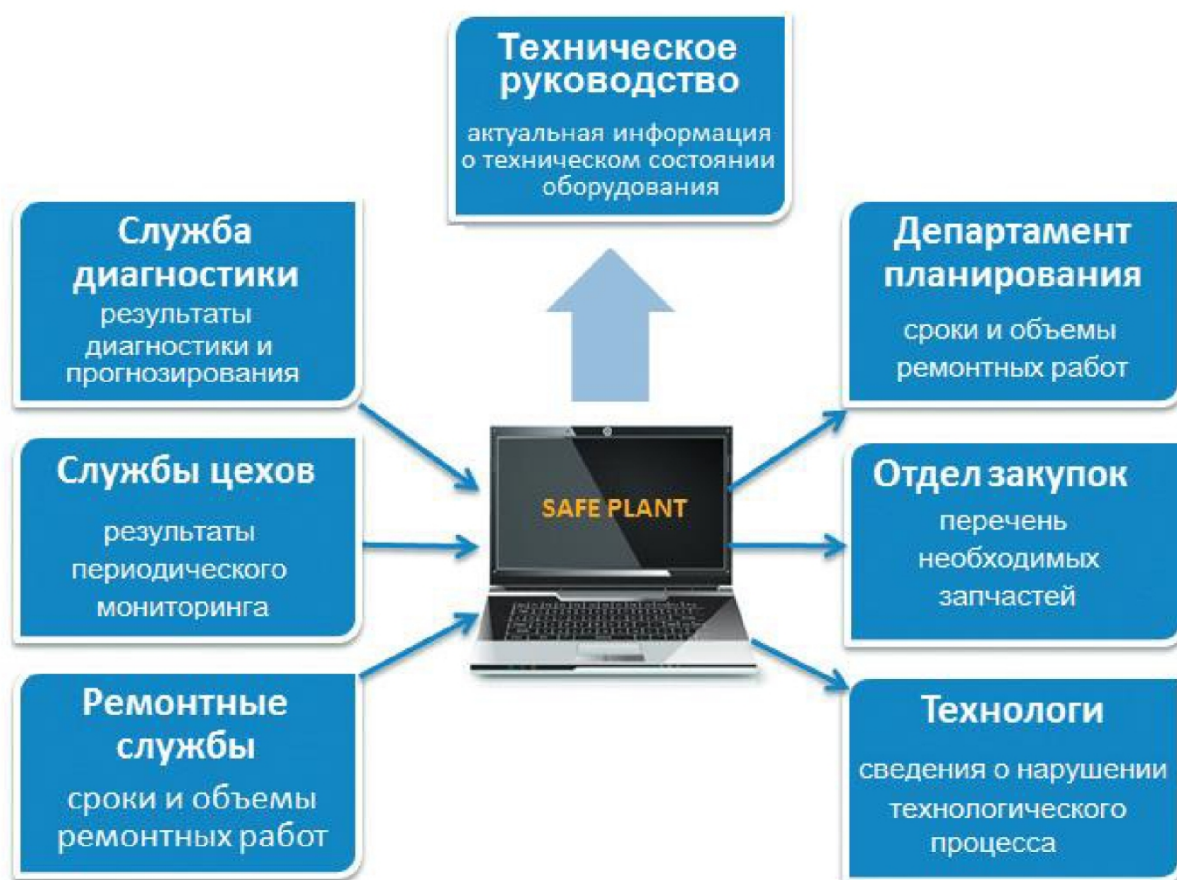 Техническое
руководство
актуальная информация
о техническом состоянии
оборудования
Служба
диагностики
результаты
диагностики и
прогнозирования
Службы цехов
результаты
периодического
мониторинга
Ремонтные
службы
сроки и объемы
ремонтных работ
SAFE PLANT
Департамент
планирования
сроки и объемы
ремонтных работ
Отдел закупок
перечень
необходимых
запчастей
Технологи
сведения о нарушении
технологического
процесса